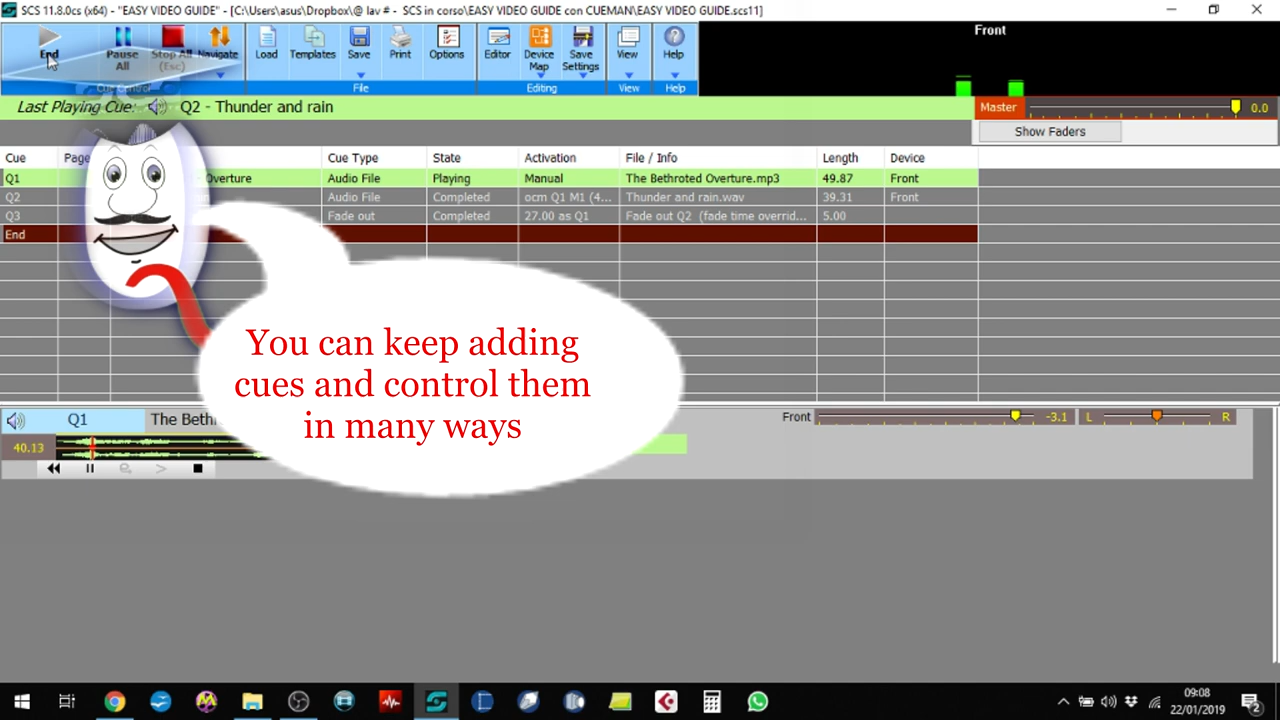 SCS 11.8.0cs (x64) - "EASY VIDEO GUIDE" - [C:\Users\asus\Dropbox\@ lav # - SCS in corso\EASY VIDEO GUIDE con CUEMAN\EASY VIDEO GUIDE.scs11]
End
Pause All
Stop All (Esc)
Navigate
Load
Templates
Save
Print
Options
Editor
Device Map
Save Settings
View
Help
File
Editing
View
Help
Front
Last Playing Cue: Q2 - Thunder and rain
Master 0.0
Show Faders
Cue Page Cue Type State Activation File / Info Length Device
Q1 Overture Audio File Playing Manual The Bethroted Overture.mp3 49.87 Front
Q2 Audio File Completed ocm Q1 M1 (4... Thunder and rain.wav 39.31 Front
Q3 Fade out Completed 27.00 as Q1 Fade out Q2 (fade time overrid... 5.00
End
You can keep adding
cues and control them
in many ways
Q1 The Beth
Front -3.1 L R
40.13
09:08
22/01/2019
2